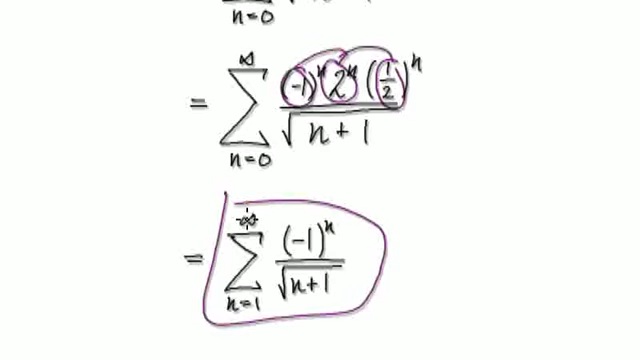 n=0
= ∞ ∑ n=0 (-1)^n 2^n (1/2)^n / √(n+1)
= ∞ ∑ n=1 (-1)^n / √(n+1)